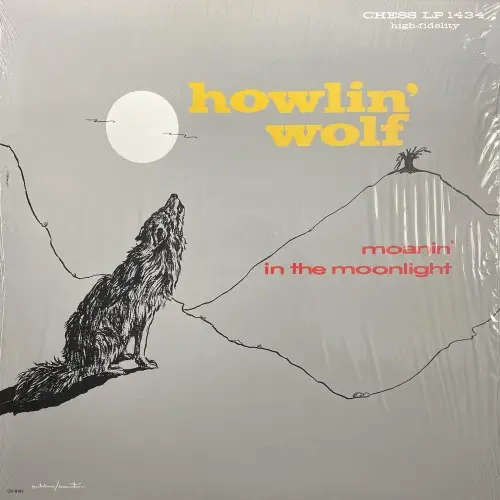 CHESS LP 1434
high-fidelity
howlin'
wolf
moanin'
in the moonlight